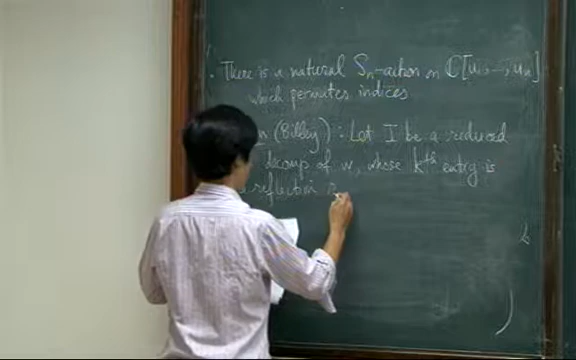 . There is a natural Sₙ-action on ℂ[u₁, ..., uₙ]
which permutes indices
(Billey) : Let I be a reduced
decomp of w, whose kᵗʰ entry is
reflection s